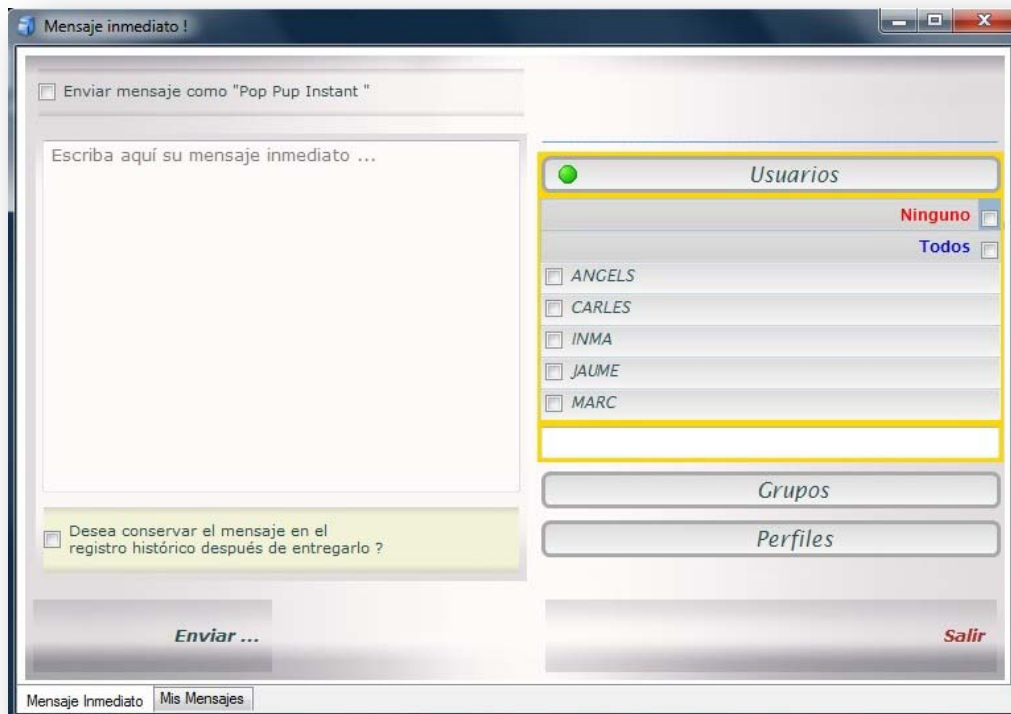 Mensaje inmediato !
Enviar mensaje como "Pop Pup Instant "
Escriba aquí su mensaje inmediato ...
Usuarios
Ninguno
Todos
ANGELS
CARLES
INMA
JAUME
MARC
Grupos
Perfiles
Desea conservar el mensaje en el
registro histórico después de entregarlo ?
Enviar ...
Salir
Mensaje Inmediato
Mis Mensajes